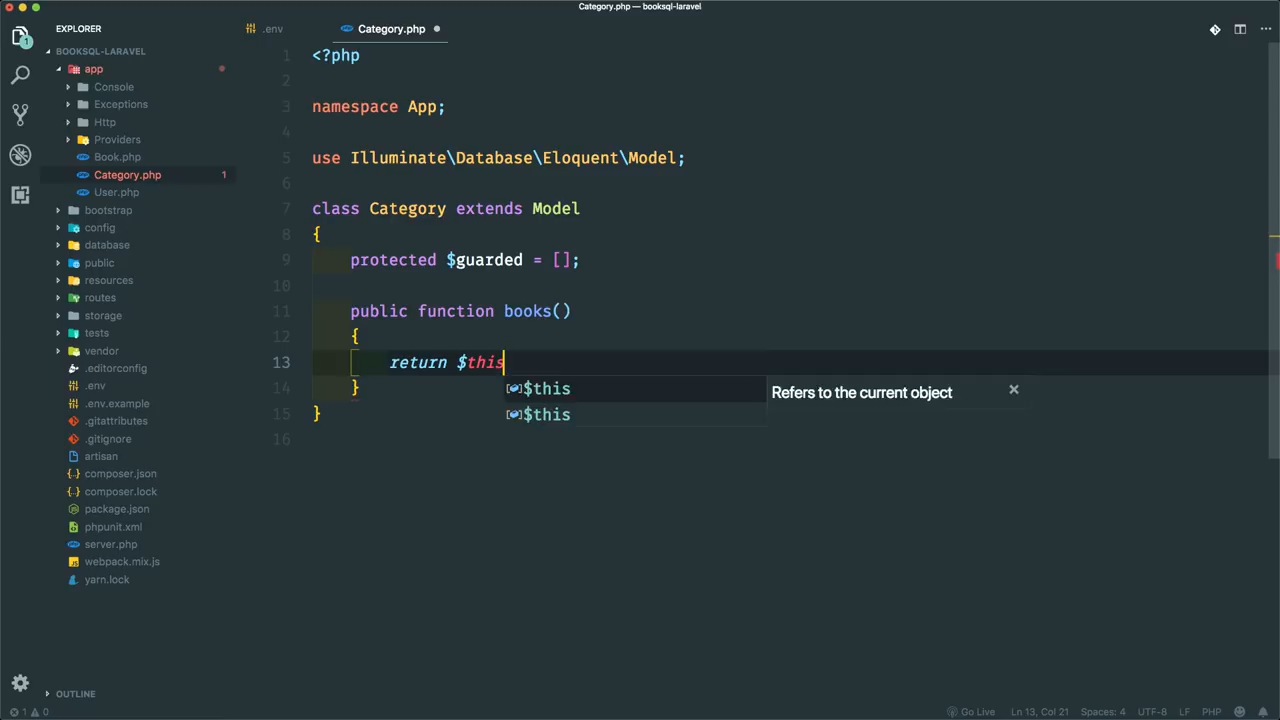 Category.php — booksql-laravel
EXPLORER
.env
Category.php
BOOKSQL-LARAVEL
app
Console
Exceptions
Http
Providers
Book.php
Category.php 1
User.php
bootstrap
config
database
public
resources
routes
storage
tests
vendor
.editorconfig
.env
.env.example
.gitattributes
.gitignore
artisan
composer.json
composer.lock
package.json
phpunit.xml
server.php
webpack.mix.js
yarn.lock
OUTLINE
1
1 <?php
2
3 namespace App;
4
5 use Illuminate\Database\Eloquent\Model;
6
7 class Category extends Model
8 {
9 protected $guarded = [];
10
11 public function books()
12 {
13 return $this
14 }
15 }
16
$this
$this
Refers to the current object
1 0
Go Live Ln 13, Col 21 Spaces: 4 UTF-8 LF PHP